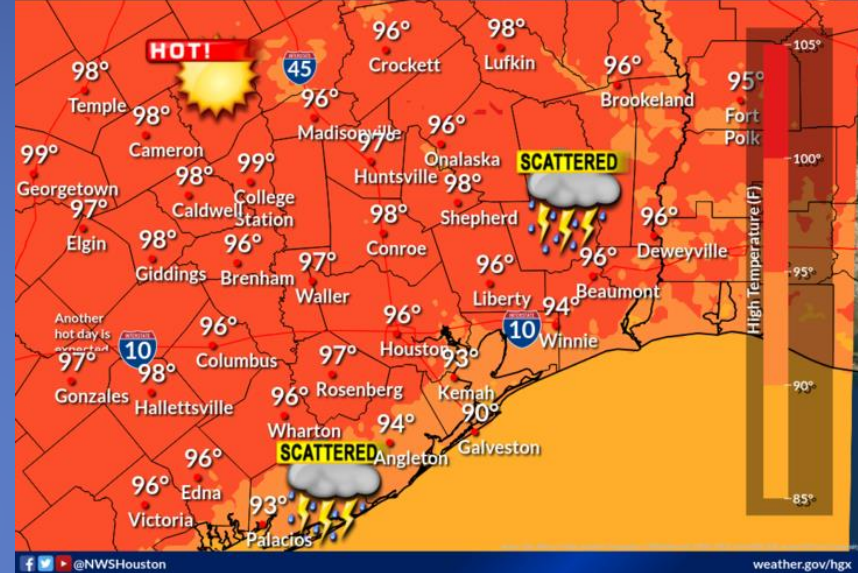 HOT!
45
96°
Crockett
98°
Lufkin
96°
Brookeland
95°
Fort
Polk
98°
Temple
98°
Cameron
96°
Madisonville
97°
Huntsville
96°
Onalaska
SCATTERED
99°
Georgetown
98°
Caldwell
99°
College
Station
98°
Shepherd
97°
Elgin
98°
Giddings
96°
Brenham
98°
Conroe
96°
Deweyville
97°
Waller
96°
Liberty
96°
Beaumont
94°
Winnie
10
Another
hot day is
expected
10
96°
Columbus
96°
Houston
97°
Gonzales
98°
Hallettsville
97°
Rosenberg
93°
Kemah
96°
Wharton
94°
Angleton
90°
Galveston
SCATTERED
96°
Edna
96°
Victoria
93°
Palacios
High Temperature (F)
105°
100°
95°
90°
85°
@NWSHouston
weather.gov/hgx